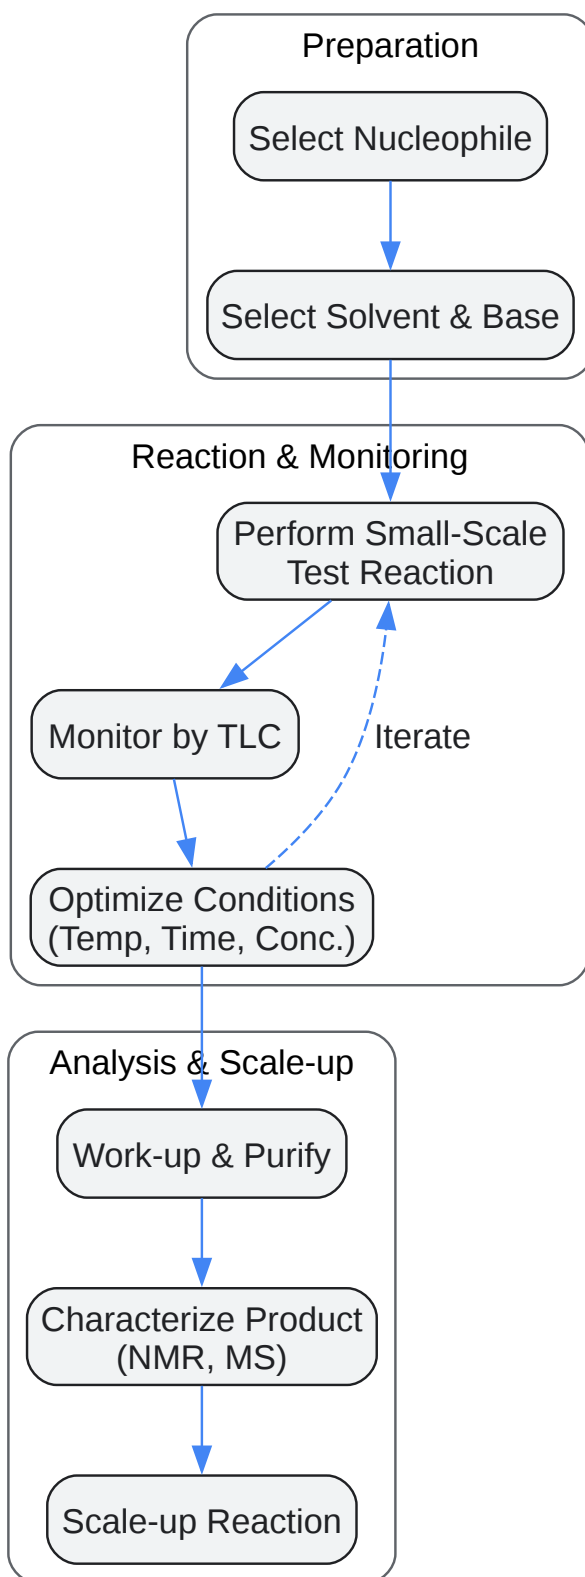 Preparation
Select Nucleophile
Select Solvent & Base
Reaction & Monitoring
Perform Small-Scale
Test Reaction
Monitor by TLC
Iterate
Optimize Conditions
(Temp, Time, Conc.)
Analysis & Scale-up
Work-up & Purify
Characterize Product
(NMR, MS)
Scale-up Reaction